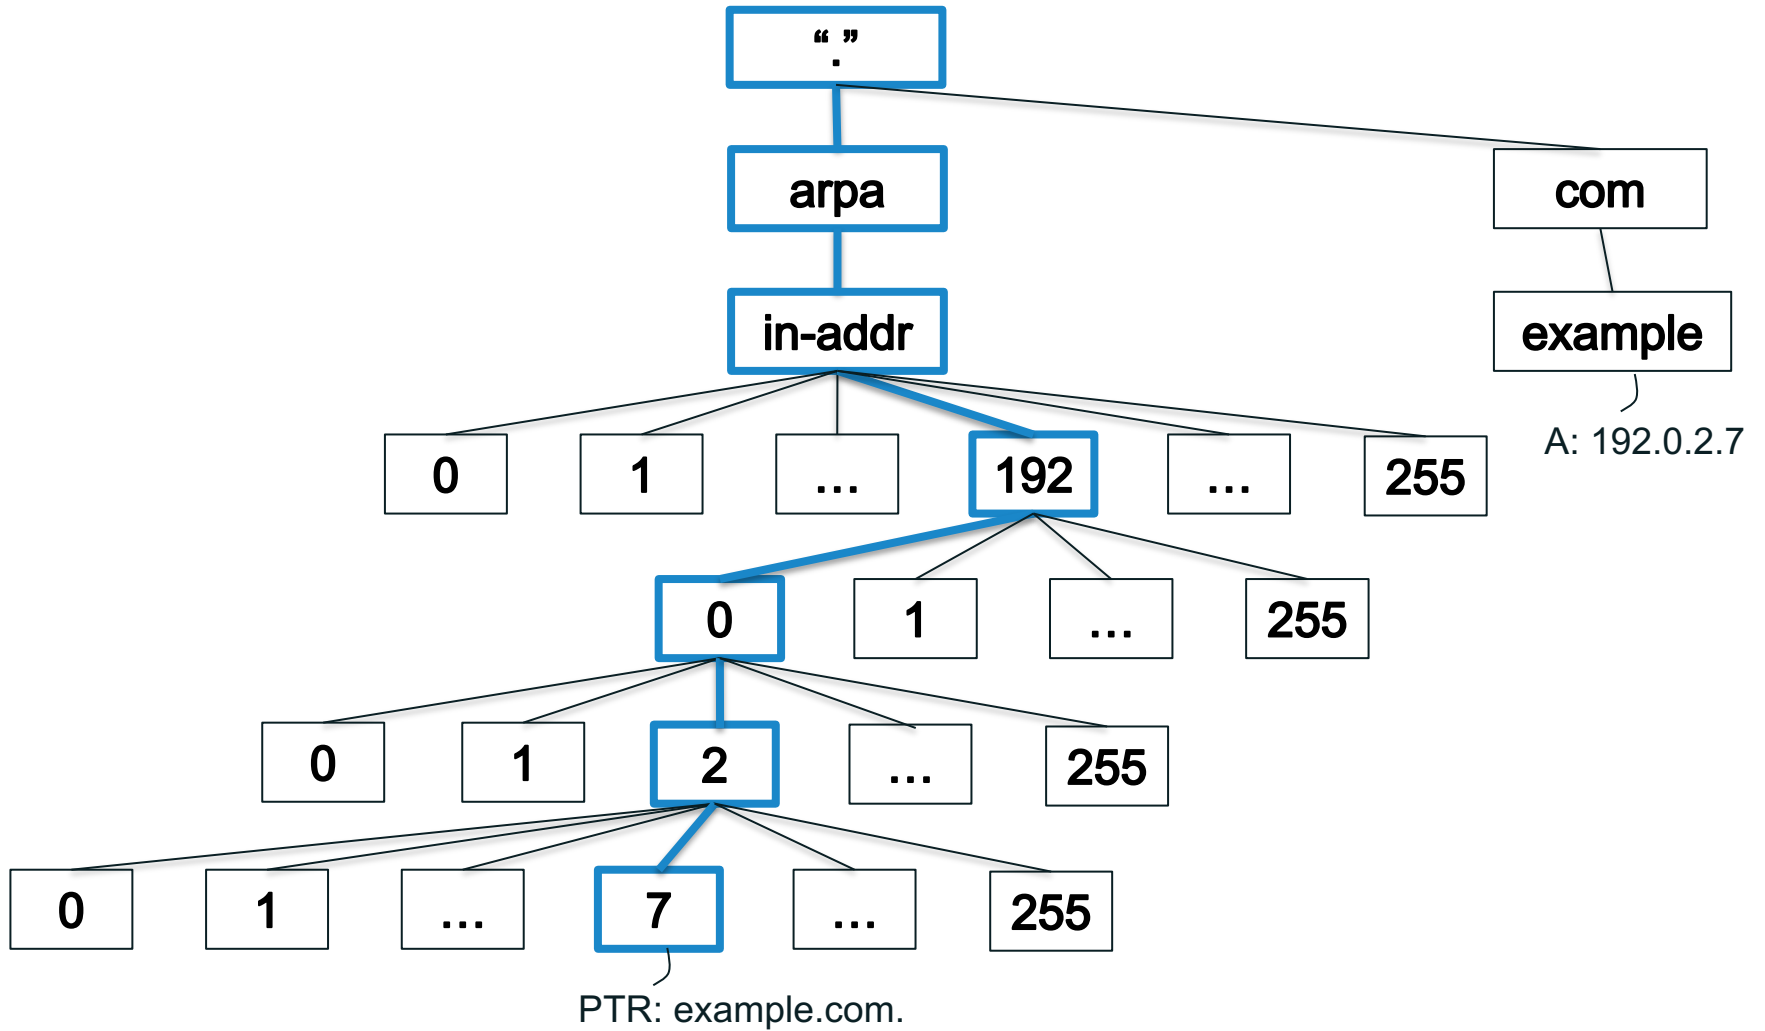 “.”
arpa
com
in-addr
example
A: 192.0.2.7
0 1 ... 192 ... 255
0 1 ... 255
0 1 2 ... 255
0 1 ... 7 ... 255
PTR: example.com.